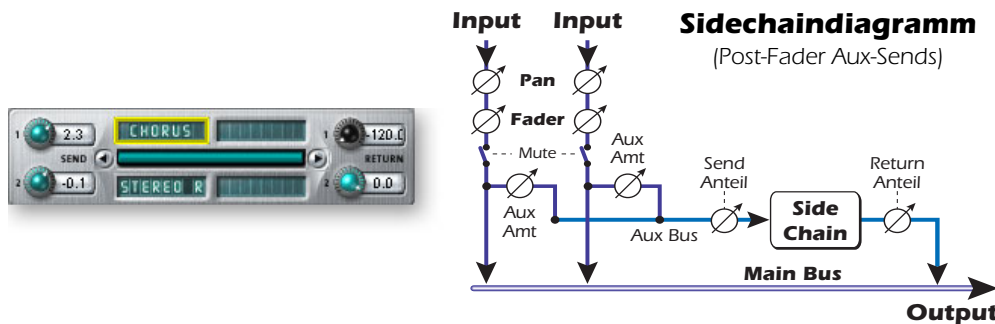 1
2.3
CHORUS
1
-120.0
SEND
RETURN
2
-0.1
STEREO R
2
0.0
Input
Input
Sidechaindiagramm
(Post-Fader Aux-Sends)
Pan
Fader
Mute
Aux
Amt
Aux
Amt
Send
Anteil
Return
Anteil
Side
Chain
Aux Bus
Main Bus
Output